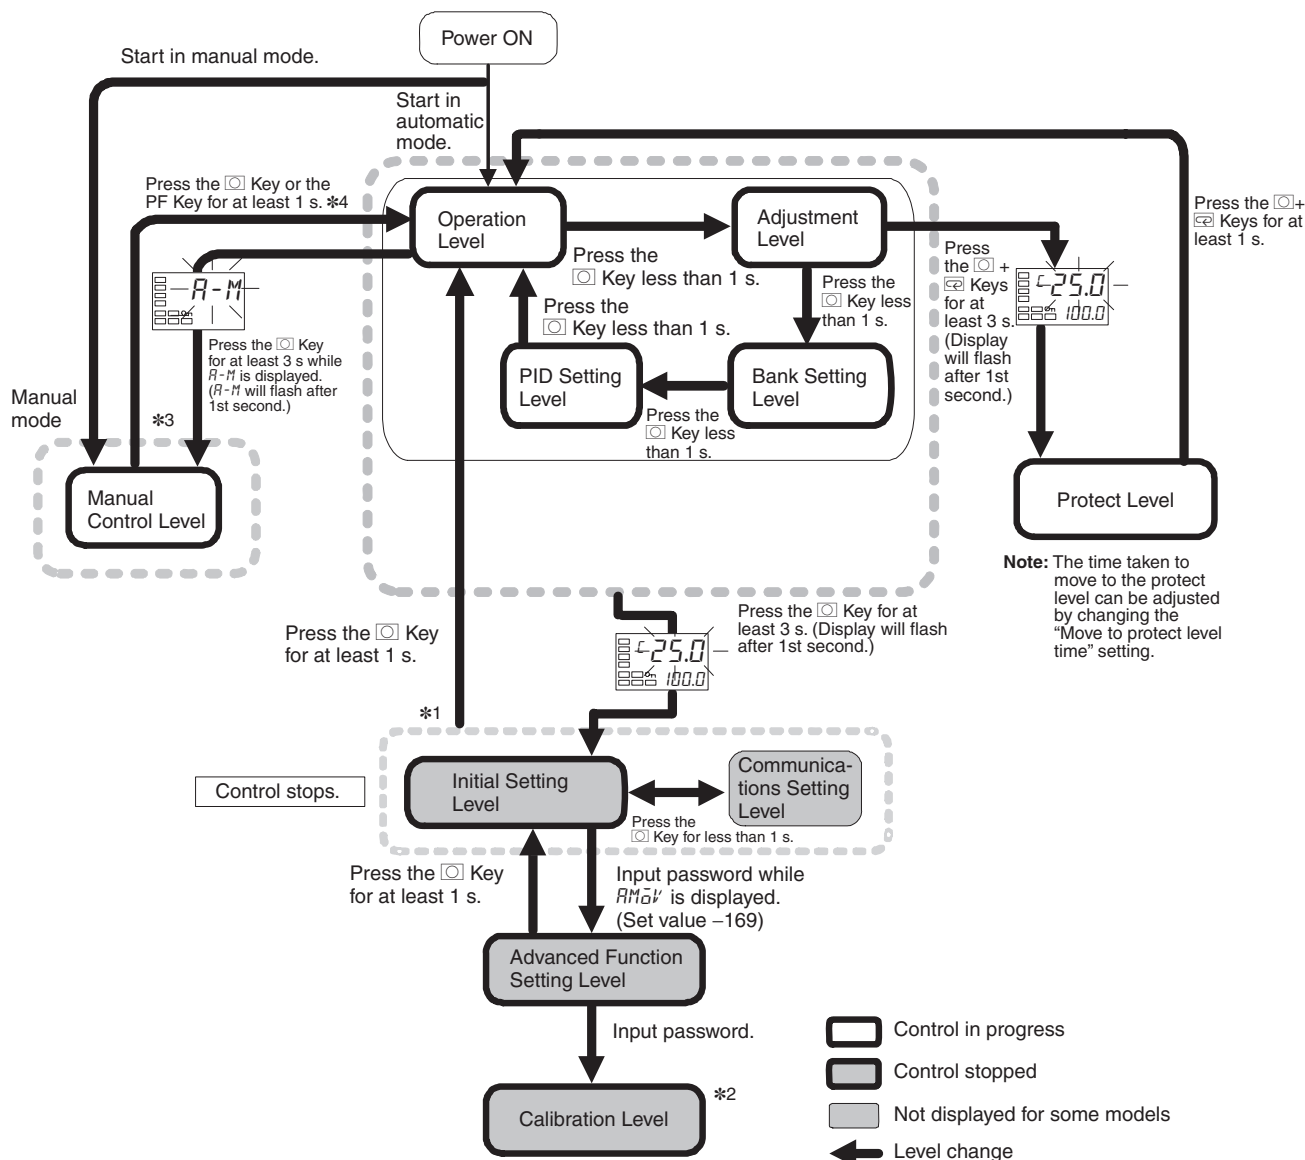 Power ON
Start in manual mode.
Start in
automatic
mode.
Press the Key or the
PF Key for at least 1 s. *4
Operation
Level
Adjustment
Level
Press the
Key less than 1 s.
Press the
Key less than 1 s.
Press the
Key less
than 1 s.
PID Setting
Level
Bank Setting
Level
Press the
Key less
than 1 s.
Press
the +
Keys
for at
least 3 s.
(Display
will flash
after 1st
second.)
C 25.0
100.0
Press the +
Keys for at
least 1 s.
A-M
Press the Key
for at least 3 s while
A-M is displayed.
(A-M will flash after
1st second.)
Manual
mode
*3
Manual
Control Level
Protect Level
Note: The time taken to
move to the protect
level can be adjusted
by changing the
“Move to protect level
time” setting.
Press the Key for at
least 3 s. (Display will flash
after 1st second.)
C 25.0
100.0
Press the Key
for at least 1 s.
*1
Control stops.
Initial Setting
Level
Communica-
tions Setting
Level
Press the
Key for less than 1 s.
Press the Key
for at least 1 s.
Input password while
AMoV is displayed.
(Set value −169)
Advanced Function
Setting Level
Input password.
Calibration Level
*2
Control in progress
Control stopped
Not displayed for some models
Level change